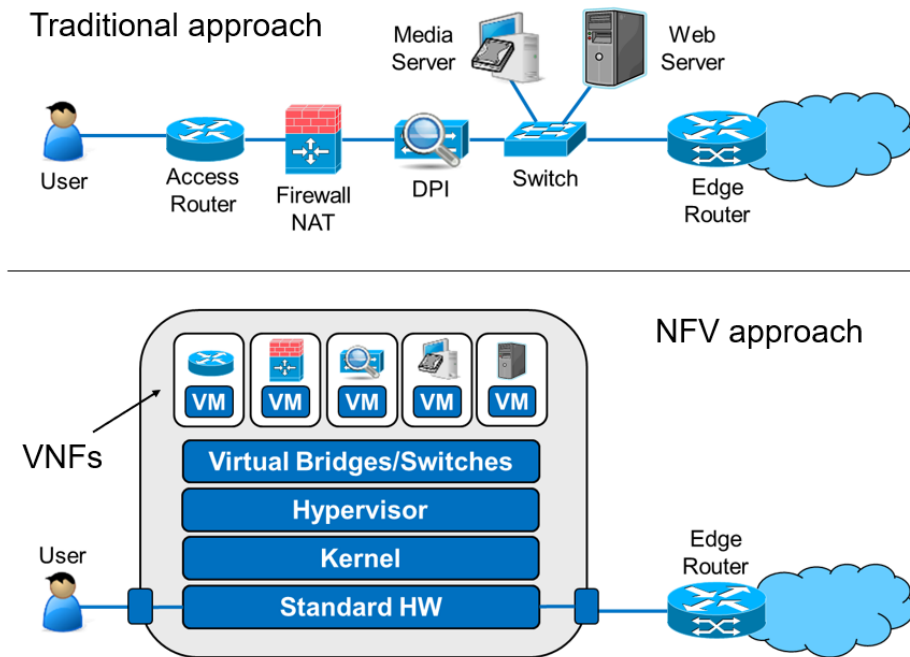 Traditional approach
Media
Server
Web
Server
User
Access
Router
Firewall
NAT
DPI
Switch
Edge
Router
NFV approach
VM
VM
VM
VM
VM
VNFs
Virtual Bridges/Switches
Hypervisor
Kernel
Standard HW
User
Edge
Router